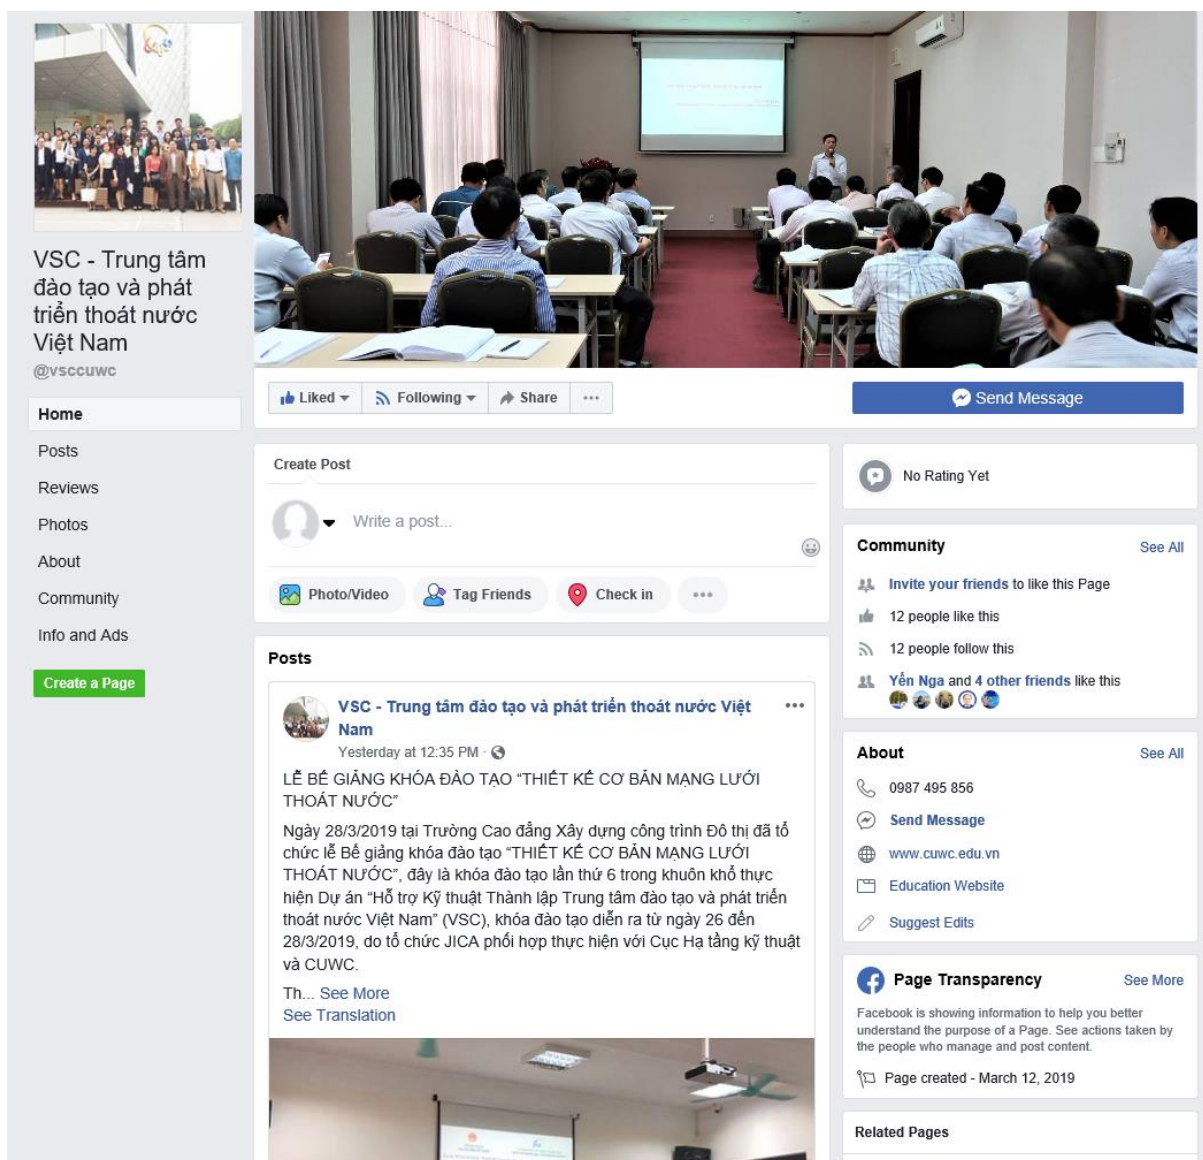 VSC - Trung tâm
đào tạo và phát
triển thoát nước
Việt Nam
@vsccuwc
Home
Posts
Reviews
Photos
About
Community
Info and Ads
Create a Page
Liked
Following
Share
Send Message
Create Post
Write a post...
Photo/Video
Tag Friends
Check in
Posts
VSC - Trung tâm đào tạo và phát triển thoát nước Việt
Nam
Yesterday at 12:35 PM ·
LỄ BẾ GIẢNG KHÓA ĐÀO TẠO “THIẾT KẾ CƠ BẢN MẠNG LƯỚI
THOÁT NƯỚC”
Ngày 28/3/2019 tại Trường Cao đẳng Xây dựng công trình Đô thị đã tổ
chức lễ Bế giảng khóa đào tạo “THIẾT KẾ CƠ BẢN MẠNG LƯỚI
THOÁT NƯỚC”, đây là khóa đào tạo lần thứ 6 trong khuôn khổ thực
hiện Dự án “Hỗ trợ Kỹ thuật Thành lập Trung tâm đào tạo và phát triển
thoát nước Việt Nam” (VSC), khóa đào tạo diễn ra từ ngày 26 đến
28/3/2019, do tổ chức JICA phối hợp thực hiện với Cục Hạ tầng kỹ thuật
và CUWC.
Th... See More
See Translation
No Rating Yet
Community
See All
Invite your friends to like this Page
12 people like this
12 people follow this
Yến Nga and 4 other friends like this
About
See All
0987 495 856
Send Message
www.cuwc.edu.vn
Education Website
Suggest Edits
Page Transparency
See More
Facebook is showing information to help you better
understand the purpose of a Page. See actions taken by
the people who manage and post content.
Page created - March 12, 2019
Related Pages